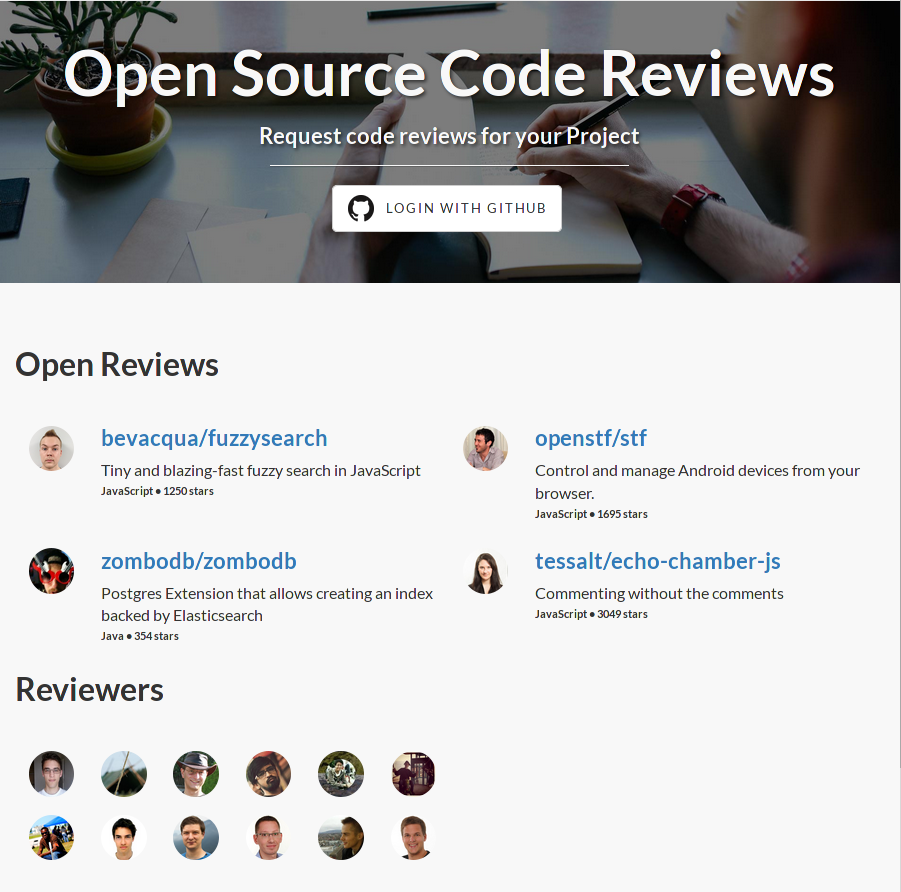 Open Source Code Reviews
Request code reviews for your Project
LOGIN WITH GITHUB
Open Reviews
bevacqua/fuzzysearch
Tiny and blazing-fast fuzzy search in JavaScript
JavaScript ● 1250 stars
openstf/stf
Control and manage Android devices from your
browser.
JavaScript ● 1695 stars
zombodb/zombodb
Postgres Extension that allows creating an index
backed by Elasticsearch
Java ● 354 stars
tessalt/echo-chamber-js
Commenting without the comments
JavaScript ● 3049 stars
Reviewers